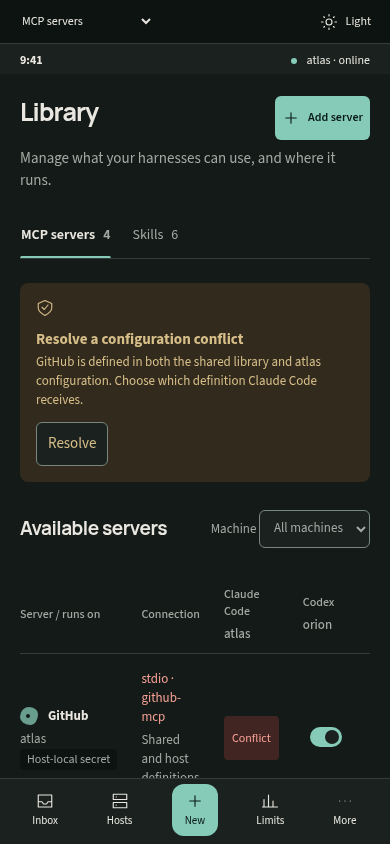 MCP servers
Light
9:41
atlas · online
Library
Add server
Manage what your harnesses can use, and where it
runs.
MCP servers 4
Skills 6
Resolve a configuration conflict
GitHub is defined in both the shared library and atlas
configuration. Choose which definition Claude Code
receives.
Resolve
Available servers
Machine
All machines
Server / runs on
Connection
Claude
Code
atlas
Codex
orion
GitHub
atlas
Host-local secret
stdio ·
github-
mcp
Shared
and host
definitions
Conflict
Inbox
Hosts
New
Limits
More